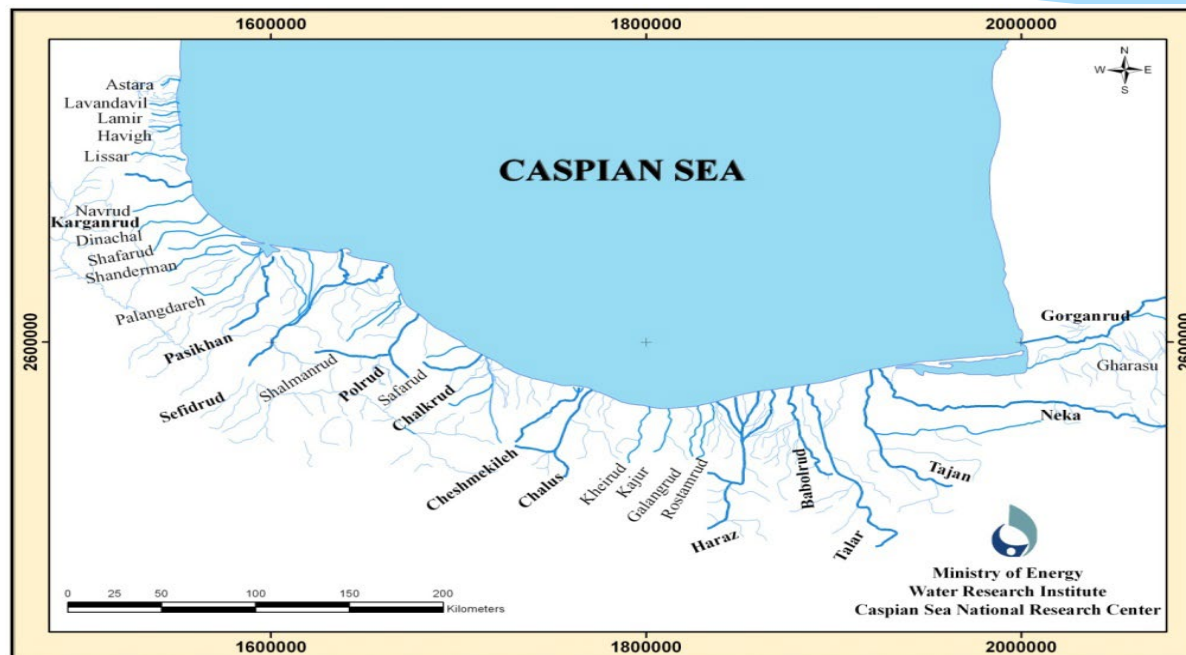 1600000
1800000
2000000
N
W E
S
CASPIAN SEA
Astara
Lavandavil
Lamir
Havigh
Lissar
Navrud
Karganrud
Dinachal
Shafarud
Shanderman
Palangdareh
Pasikhan
Sefidrud
Shalmanrud
Polrud
Safarud
Chalkrud
Cheshmekileh
Chalus
Kheirud
Kajur
Galangrud
Rostamrud
Haraz
Babolrud
Talar
Tajan
Neka
Gharasu
Gorganrud
2600000
2600000
0 25 50 100 150 200
Kilometers
Ministry of Energy
Water Research Institute
Caspian Sea National Research Center
1600000
1800000
2000000